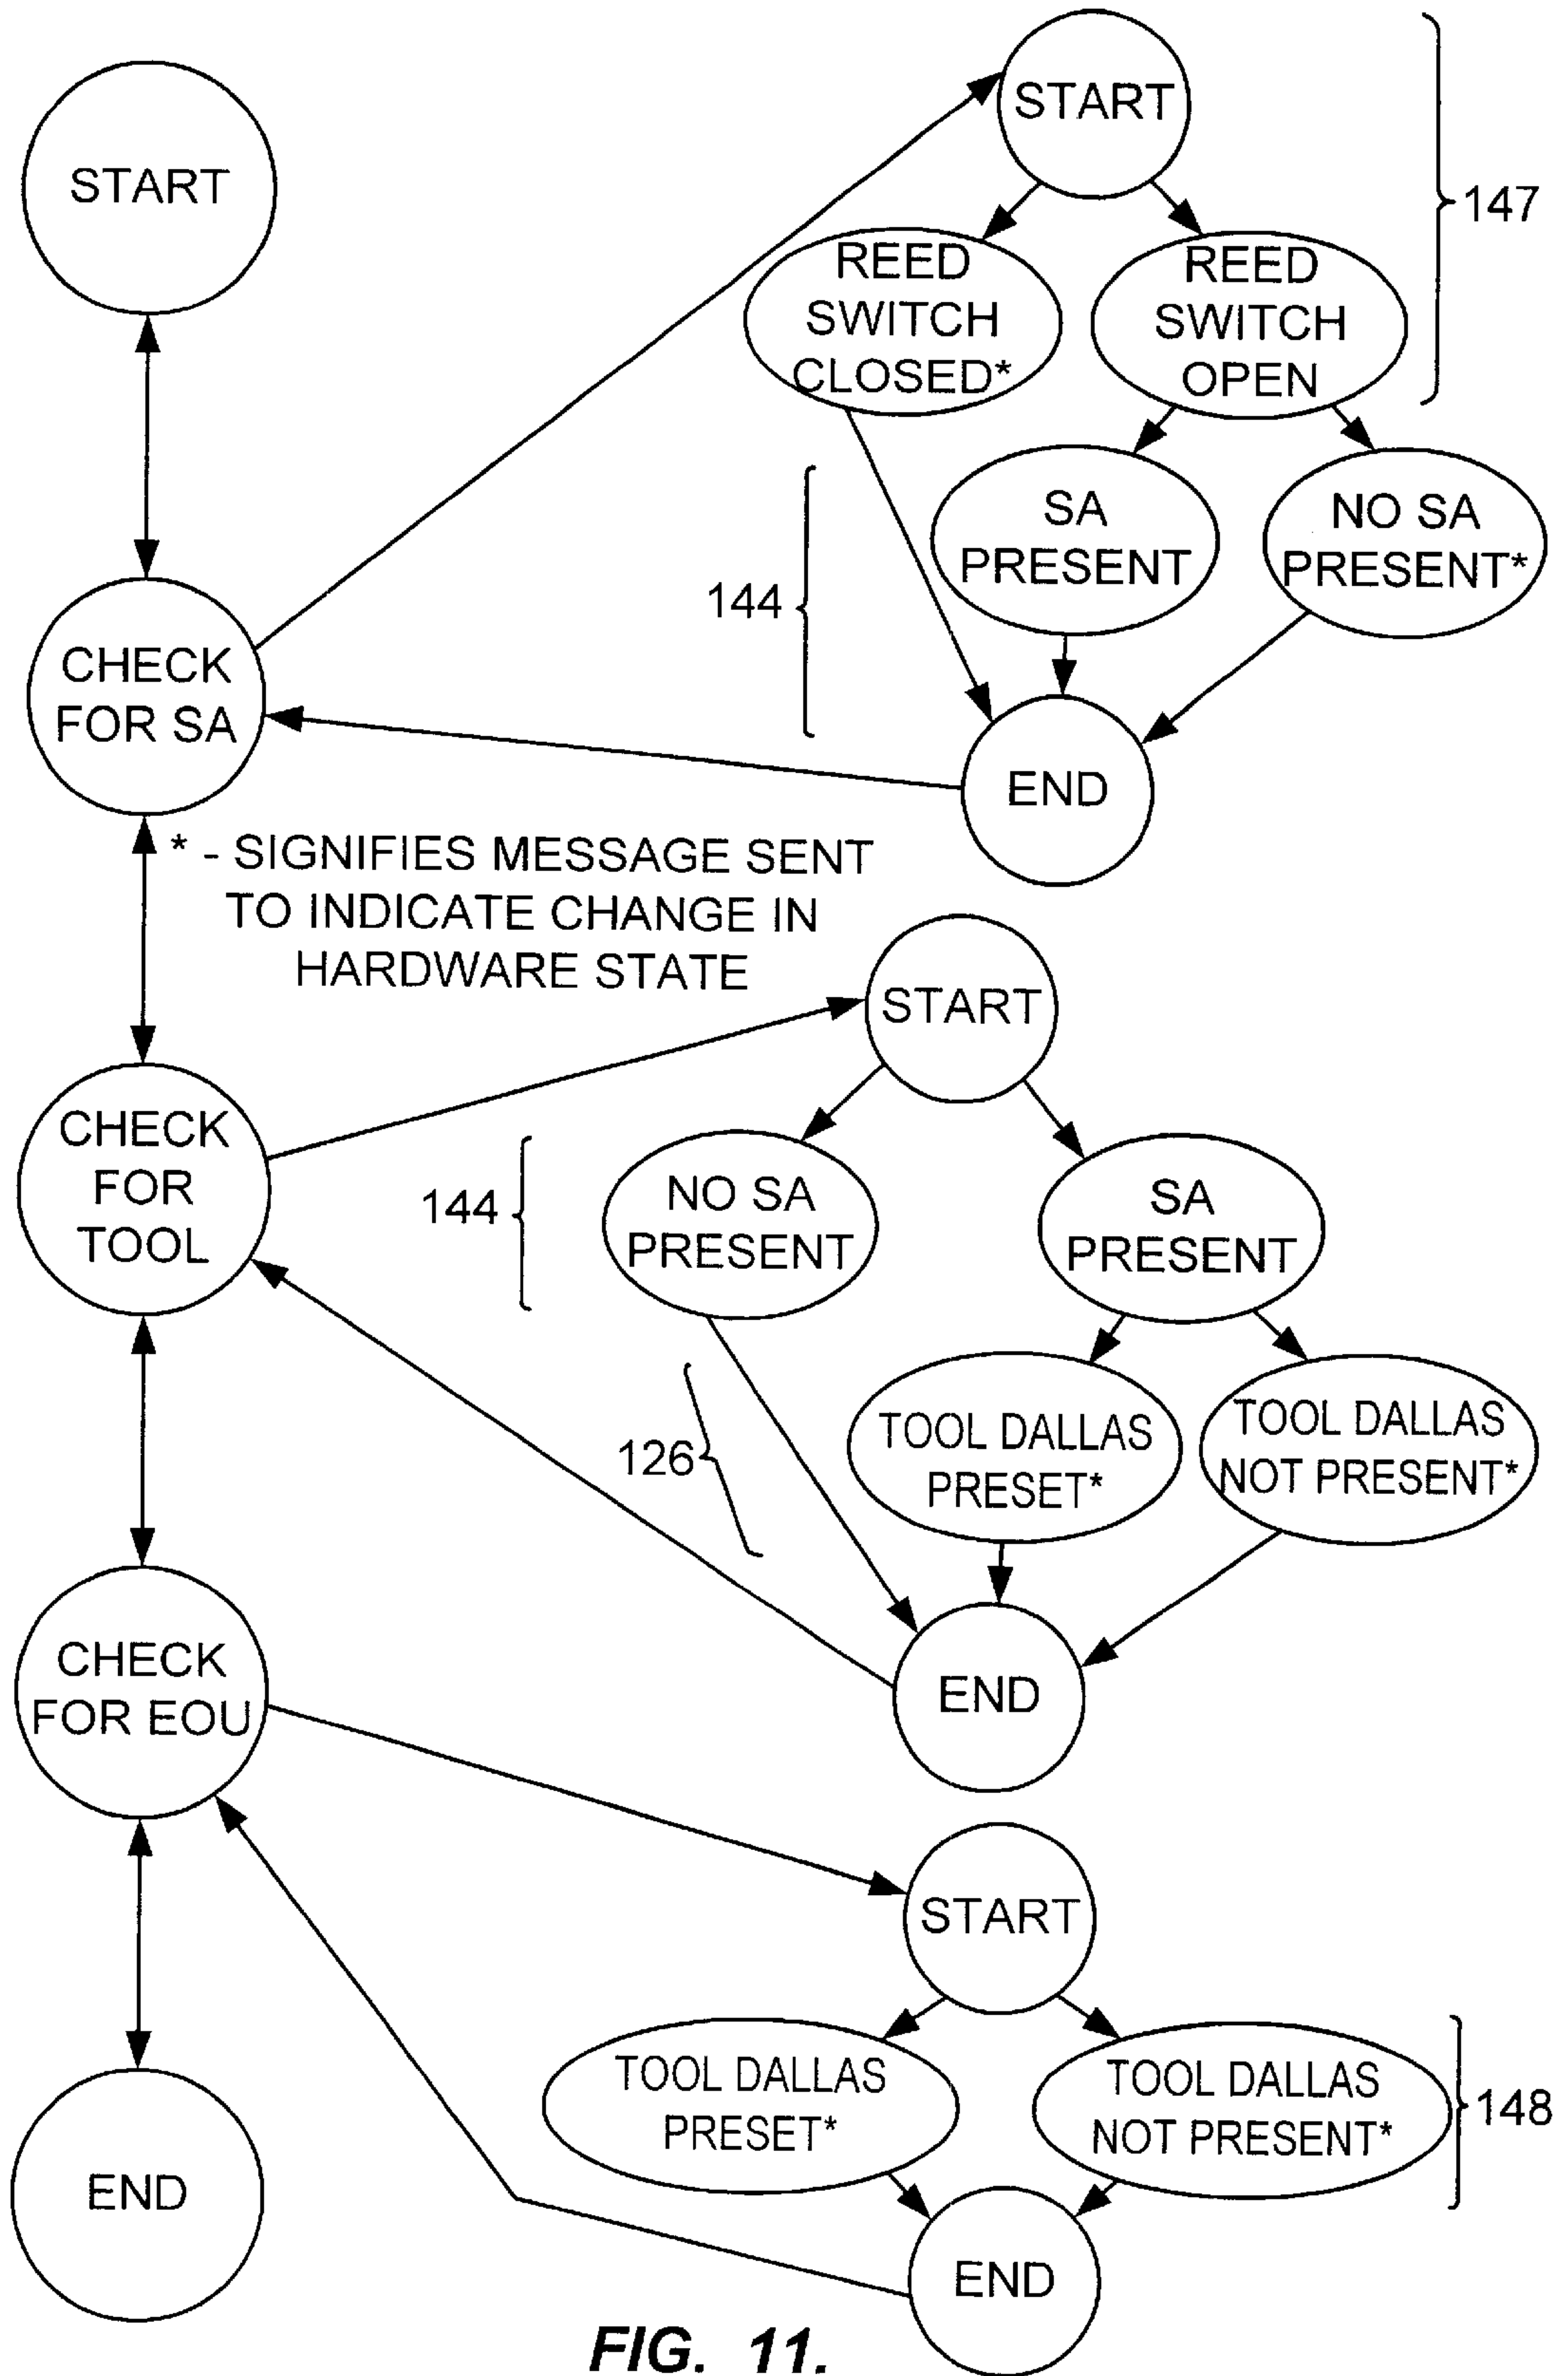 START
START
147
REED
SWITCH
CLOSED*
REED
SWITCH
OPEN
SA
PRESENT
NO SA
PRESENT*
144
CHECK
FOR SA
END
* - SIGNIFIES MESSAGE SENT
TO INDICATE CHANGE IN
HARDWARE STATE
START
CHECK
FOR
TOOL
144
NO SA
PRESENT
SA
PRESENT
126
TOOL DALLAS
PRESET*
TOOL DALLAS
NOT PRESENT*
CHECK
FOR EOU
END
START
TOOL DALLAS
PRESET*
TOOL DALLAS
NOT PRESENT*
148
END
END
FIG. 11.